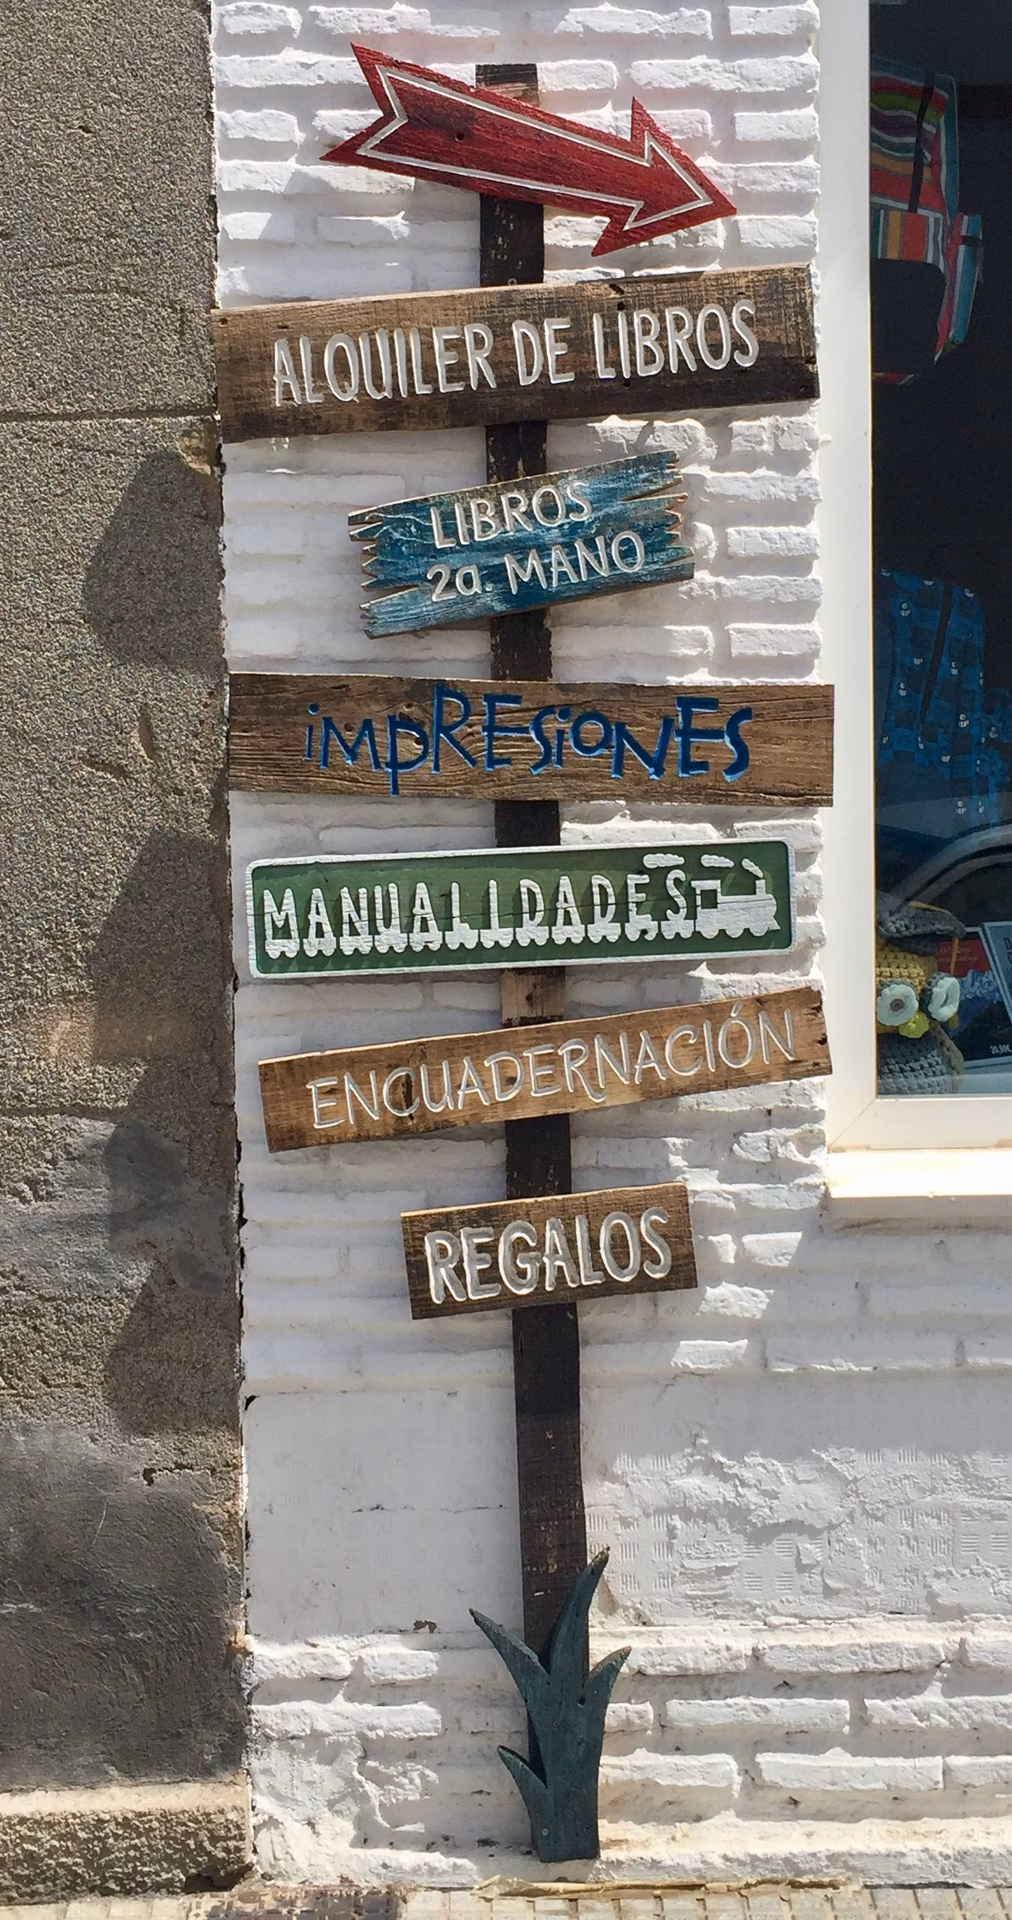 ALQUILER DE LIBROS
LIBROS
2a. MANO
imPRESiONES
MANUALIDADES
ENCUADERNACIÓN
REGALOS